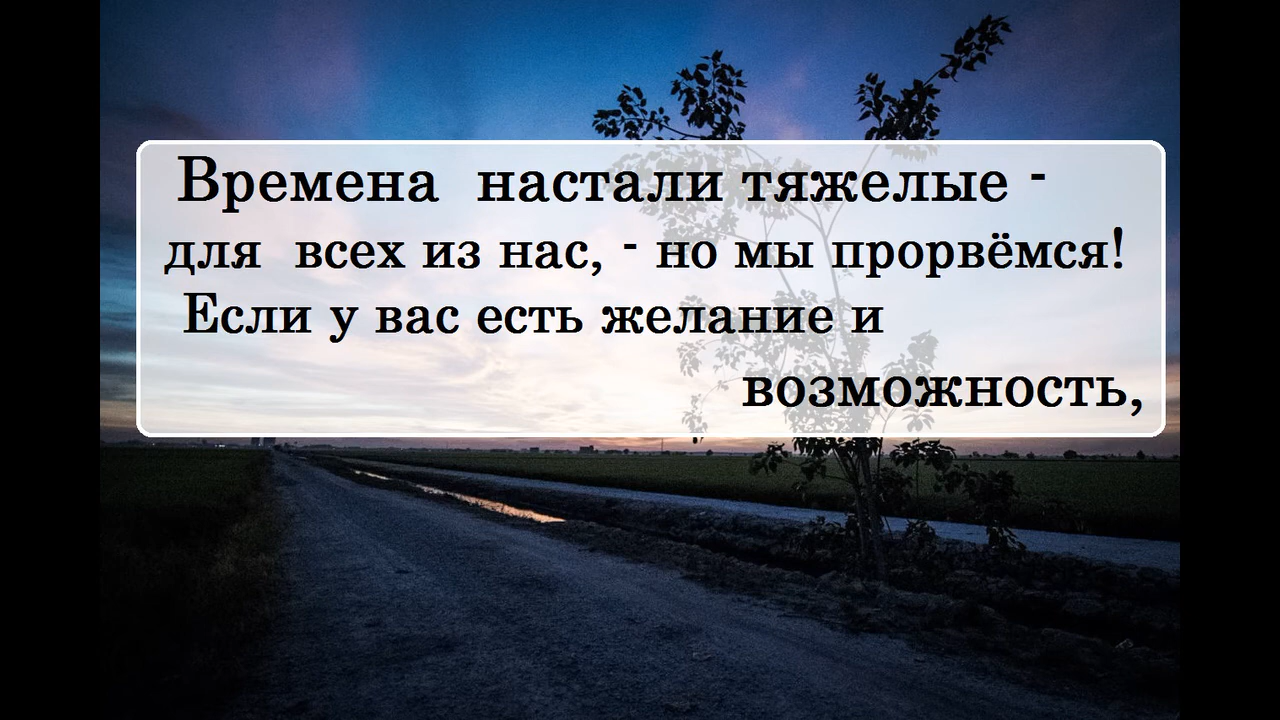 Времена настали тяжелые -
для всех из нас, - но мы прорвёмся!
Если у вас есть желание и
возможность,